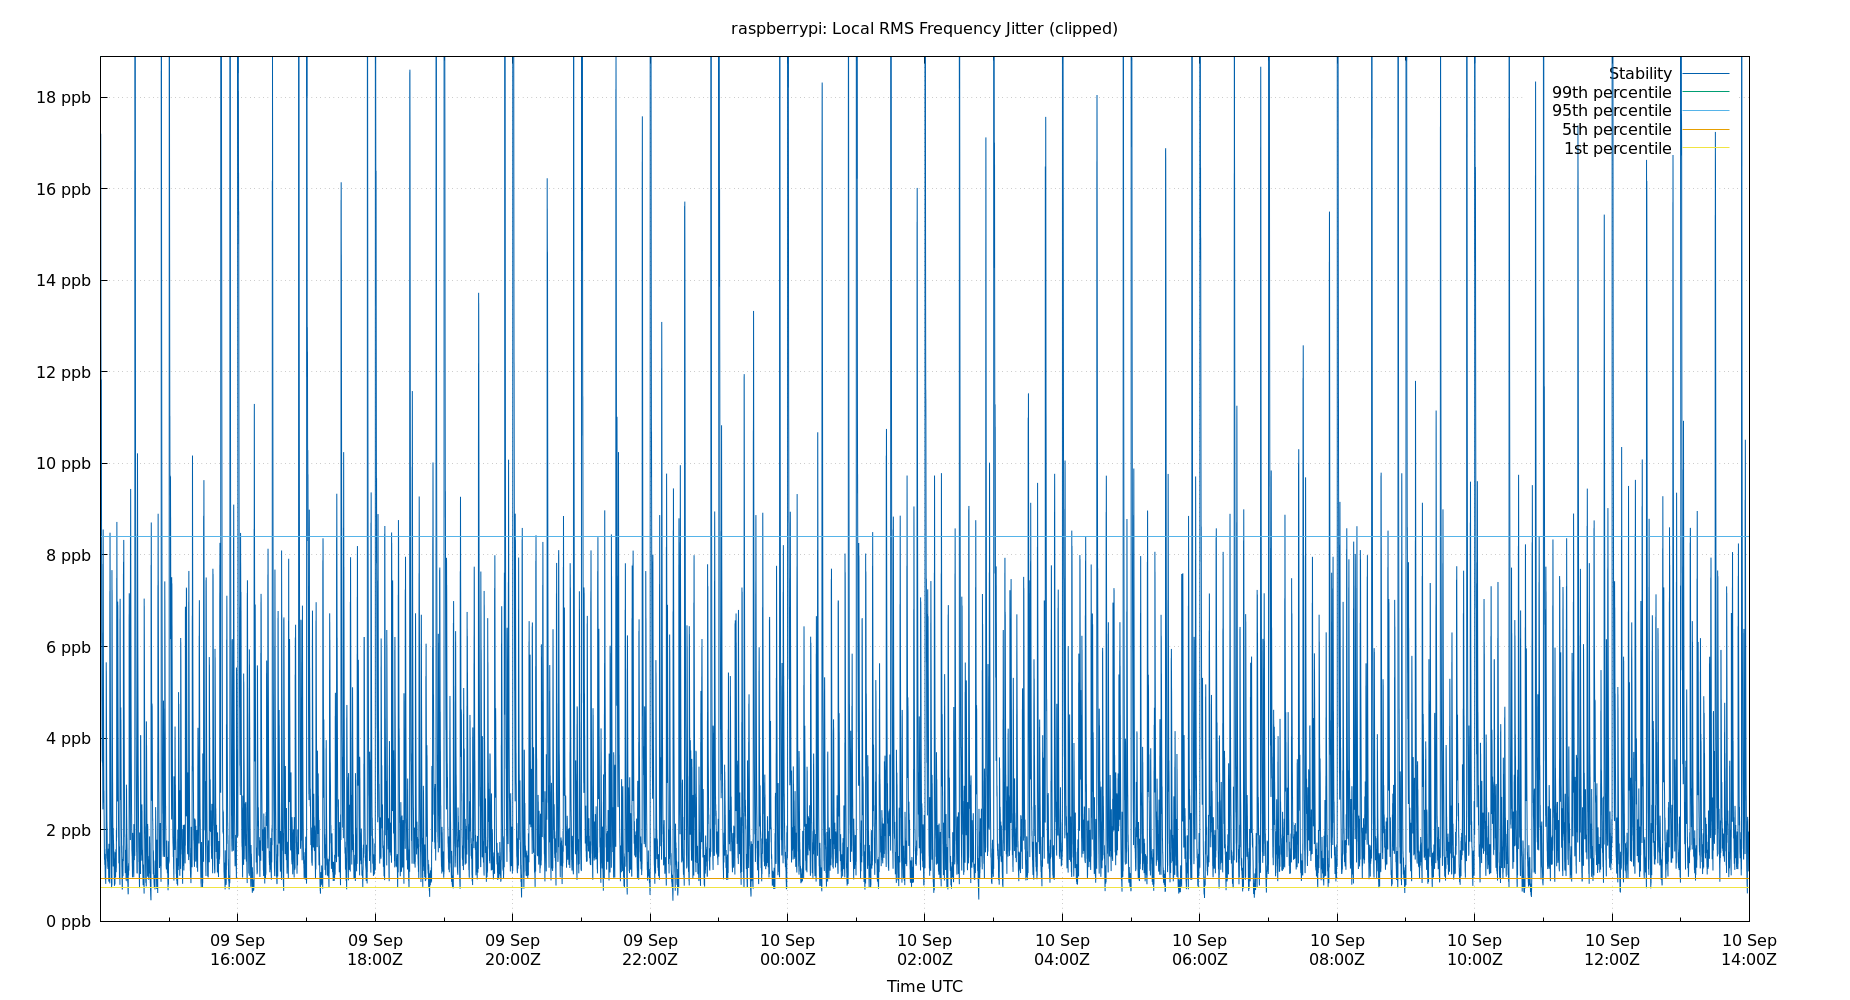 raspberrypi: Local RMS Frequency Jitter (clipped)
Stability
99th percentile
95th percentile
5th percentile
1st percentile
18 ppb
16 ppb
14 ppb
12 ppb
10 ppb
8 ppb
6 ppb
4 ppb
2 ppb
0 ppb
09 Sep 09 Sep 09 Sep 09 Sep 10 Sep 10 Sep 10 Sep 10 Sep 10 Sep 10 Sep 10 Sep 10 Sep
16:00Z 18:00Z 20:00Z 22:00Z 00:00Z 02:00Z 04:00Z 06:00Z 08:00Z 10:00Z 12:00Z 14:00Z
Time UTC